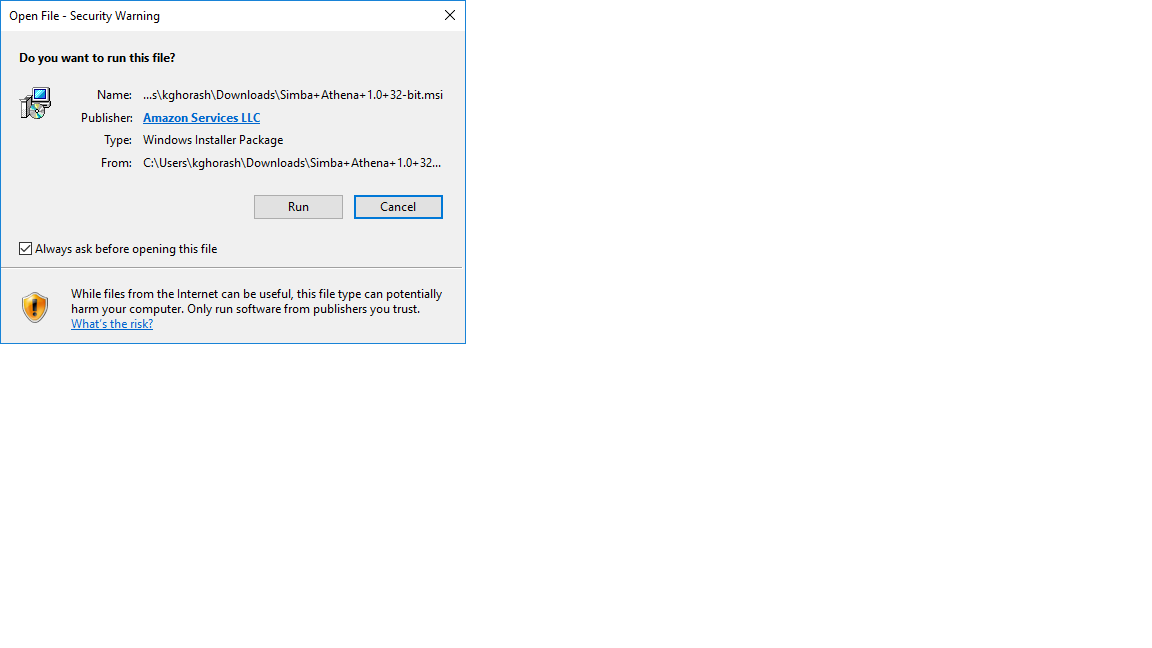 Open File - Security Warning
Do you want to run this file?
Name: ...s\kghorash\Downloads\Simba+Athena+1.0+32-bit.msi
Publisher: Amazon Services LLC
Type: Windows Installer Package
From: C:\Users\kghorash\Downloads\Simba+Athena+1.0+32...
Run Cancel
Always ask before opening this file
While files from the Internet can be useful, this file type can potentially
harm your computer. Only run software from publishers you trust.
What's the risk?